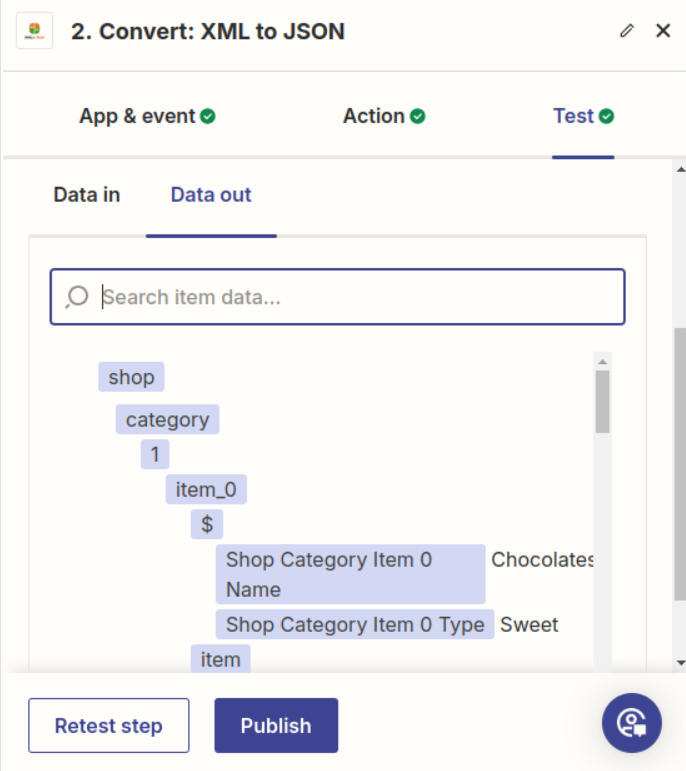 2. Convert: XML to JSON
App & event
Action
Test
Data in
Data out
Search item data...
shop
category
1
item_0
$
Shop Category Item 0
Name
Chocolates
Shop Category Item 0 Type Sweet
item
Retest step
Publish